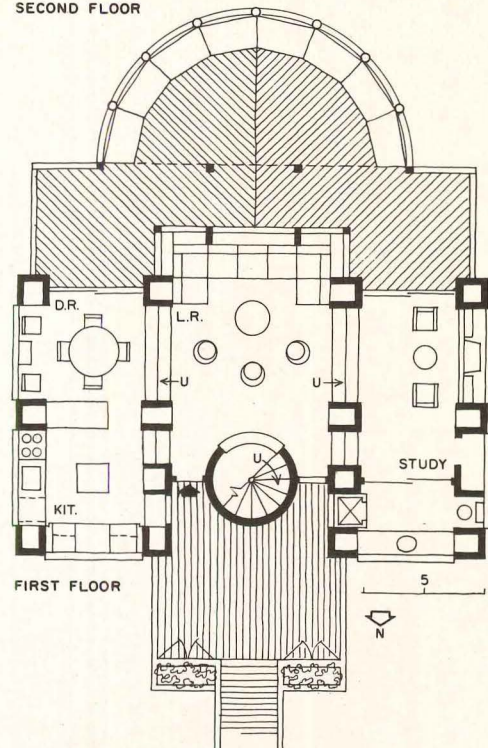 SECOND FLOOR
D.R.
L.R.
U
U
U
STUDY
KIT.
FIRST FLOOR
5
N